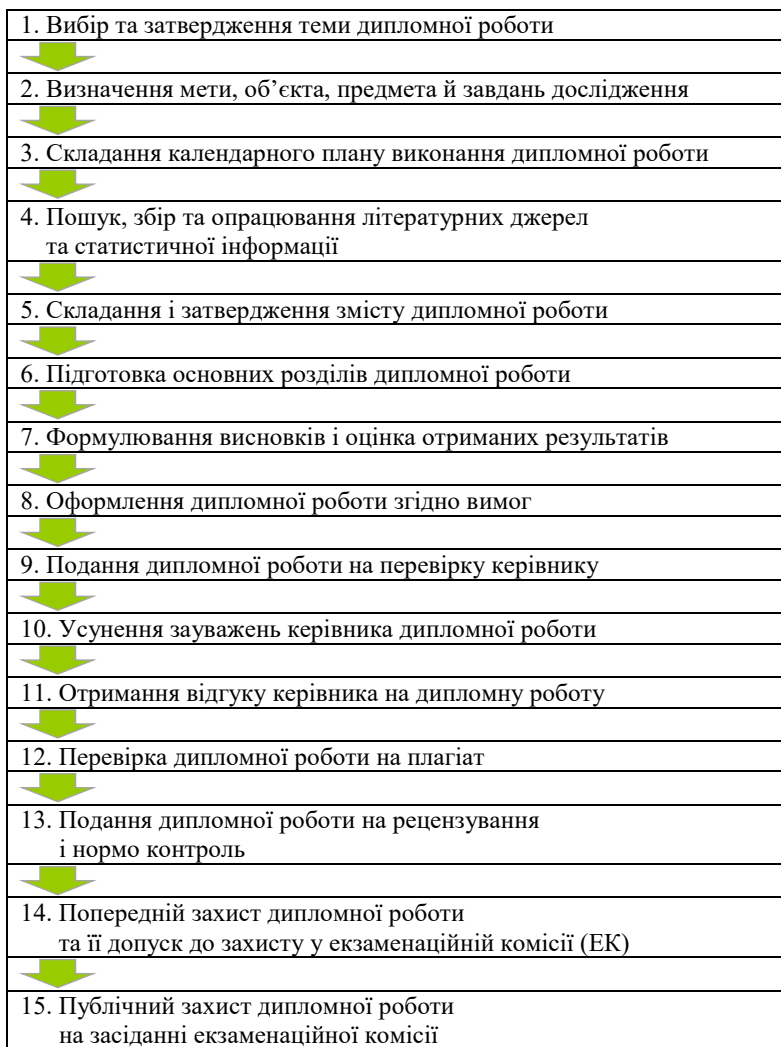 1. Вибір та затвердження теми дипломної роботи
2. Визначення мети, об’єкта, предмета й завдань дослідження
3. Складання календарного плану виконання дипломної роботи
4. Пошук, збір та опрацювання літературних джерел
та статистичної інформації
5. Складання і затвердження змісту дипломної роботи
6. Підготовка основних розділів дипломної роботи
7. Формулювання висновків і оцінка отриманих результатів
8. Оформлення дипломної роботи згідно вимог
9. Подання дипломної роботи на перевірку керівнику
10. Усунення зауважень керівника дипломної роботи
11. Отримання відгуку керівника на дипломну роботу
12. Перевірка дипломної роботи на плагіат
13. Подання дипломної роботи на рецензування
і нормо контроль
14. Попередній захист дипломної роботи
та її допуск до захисту у екзаменаційній комісії (ЕК)
15. Публічний захист дипломної роботи
на засіданні екзаменаційної комісії